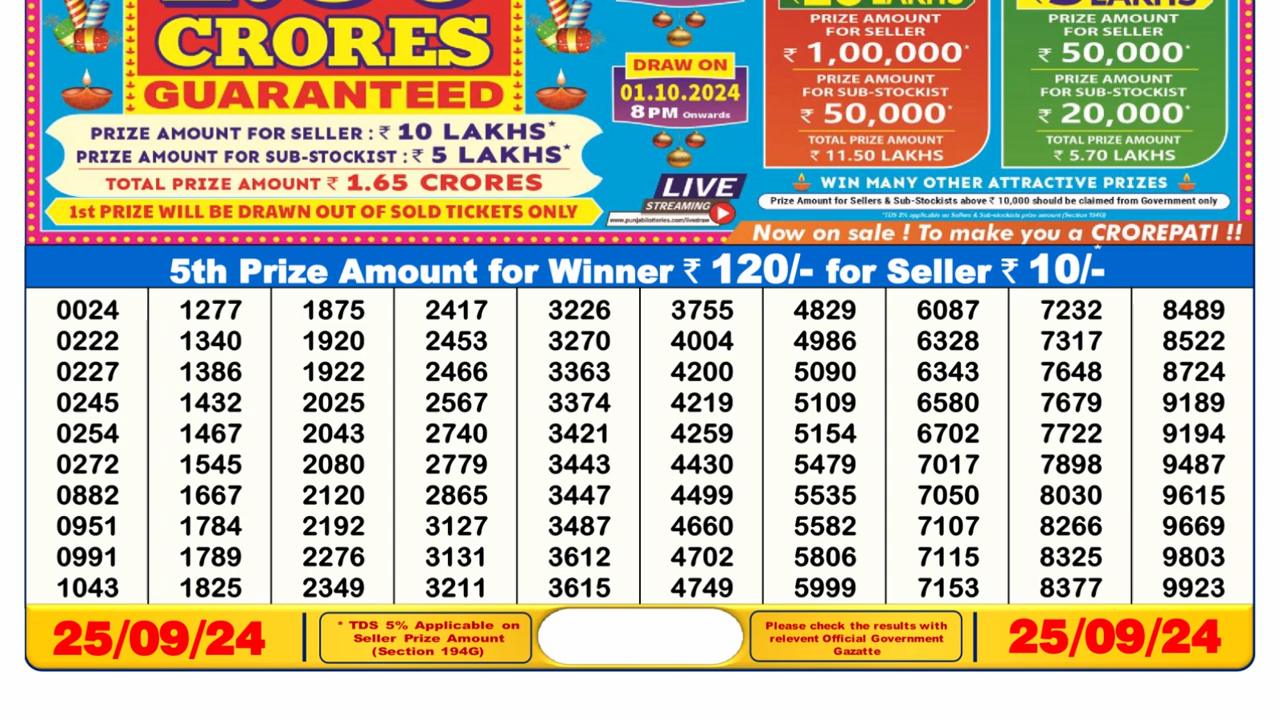 CRORES
GUARANTEED
PRIZE AMOUNT FOR SELLER : ₹ 10 LAKHS*
PRIZE AMOUNT FOR SUB-STOCKIST : ₹ 5 LAKHS*
TOTAL PRIZE AMOUNT ₹ 1.65 CRORES
1st PRIZE WILL BE DRAWN OUT OF SOLD TICKETS ONLY
DRAW ON
01.10.2024
8PM Onwards
LIVE
STREAMING
www.punjablotteries.com/livedraw
LAKHS
PRIZE AMOUNT
FOR SELLER
₹ 1,00,000*
PRIZE AMOUNT
FOR SUB-STOCKIST
₹ 50,000*
TOTAL PRIZE AMOUNT
₹ 11.50 LAKHS
LAKHS
PRIZE AMOUNT
FOR SELLER
₹ 50,000*
PRIZE AMOUNT
FOR SUB-STOCKIST
₹ 20,000*
TOTAL PRIZE AMOUNT
₹ 5.70 LAKHS
WIN MANY OTHER ATTRACTIVE PRIZES
Prize Amount for Sellers & Sub-Stockists above ₹ 10,000 should be claimed from Government only
Now on sale ! To make you a CROREPATI !!
5th Prize Amount for Winner ₹ 120/- for Seller ₹ 10/-*
0024 1277 1875 2417 3226 3755 4829 6087 7232 8489
0222 1340 1920 2453 3270 4004 4986 6328 7317 8522
0227 1386 1922 2466 3363 4200 5090 6343 7648 8724
0245 1432 2025 2567 3374 4219 5109 6580 7679 9189
0254 1467 2043 2740 3421 4259 5154 6702 7722 9194
0272 1545 2080 2779 3443 4430 5479 7017 7898 9487
0882 1667 2120 2865 3447 4499 5535 7050 8030 9615
0951 1784 2192 3127 3487 4660 5582 7107 8266 9669
0991 1789 2276 3131 3612 4702 5806 7115 8325 9803
1043 1825 2349 3211 3615 4749 5999 7153 8377 9923
25/09/24
* TDS 5% Applicable on
Seller Prize Amount
(Section 194G)
Please check the results with
relevent Official Government
Gazatte
25/09/24